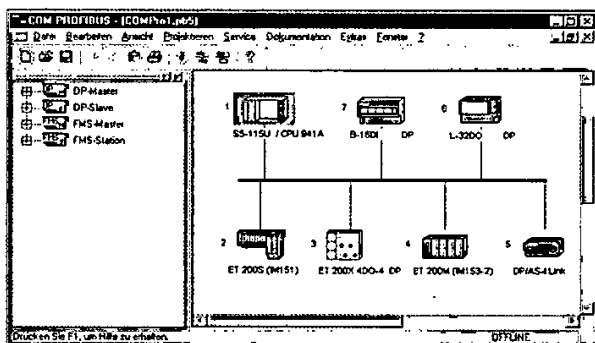 COM PROFIBUS - [COMPro1.pb5]
Datei Bearbeiten Ansicht Projektieren Service Dokumentation Extras Fenster ?
DP-Master
DP-Slave
FMS-Master
FMS-Station
1 7 6
S5-115U / CPU 941A B-16DI DP L-32DO DP
2 3 4 5
ET 200S (IM151) ET 200X 4DO-4 DP ET 200M (IM153-2) DP/AS-I Link
Drucken Sie F1, um Hilfe zu erhalten. OFFLINE